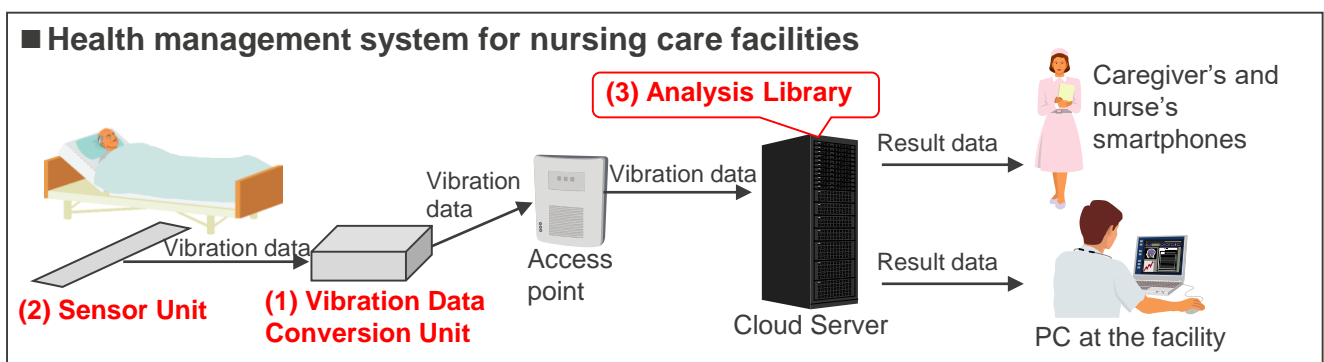 ■ Health management system for nursing care facilities
(3) Analysis Library
Caregiver's and
nurse's
smartphones
Result data
Vibration data
Vibration
data
Vibration data
Access
point
Result data
(2) Sensor Unit
(1) Vibration Data
Conversion Unit
Cloud Server
PC at the facility